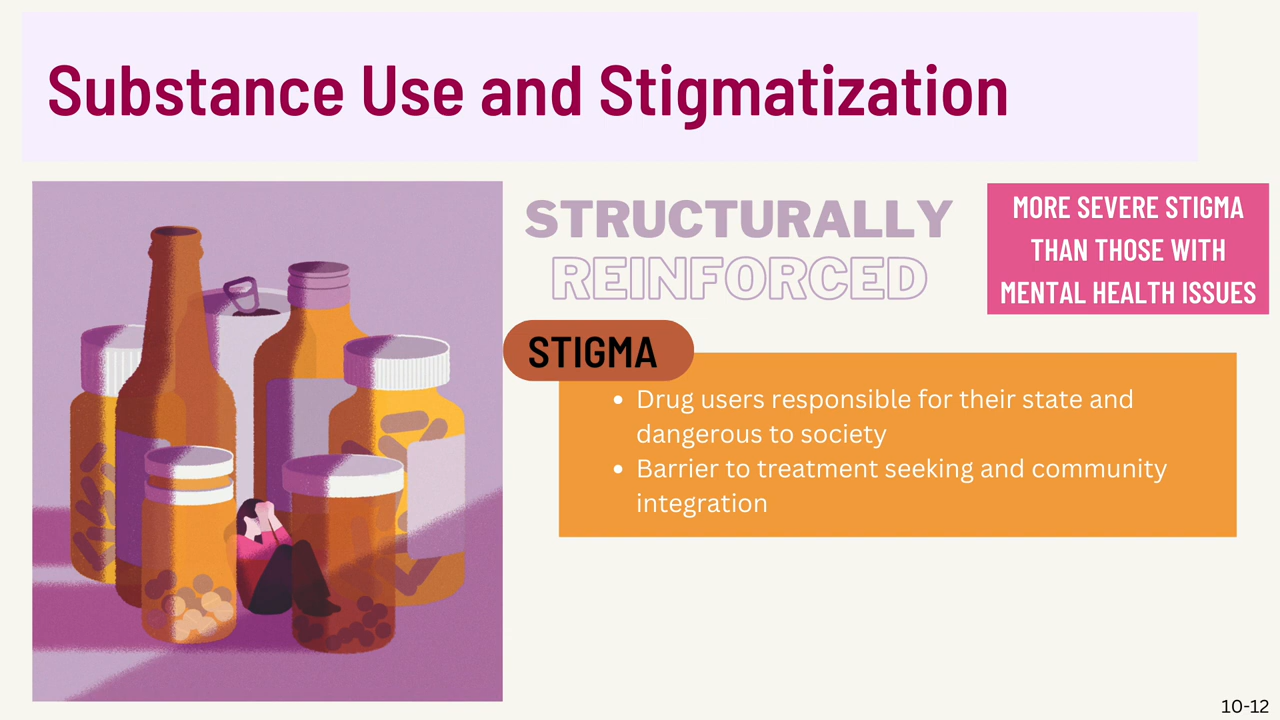 Substance Use and Stigmatization
STRUCTURALLY
REINFORCED
MORE SEVERE STIGMA
THAN THOSE WITH
MENTAL HEALTH ISSUES
STIGMA
• Drug users responsible for their state and
dangerous to society
• Barrier to treatment seeking and community
integration
10-12